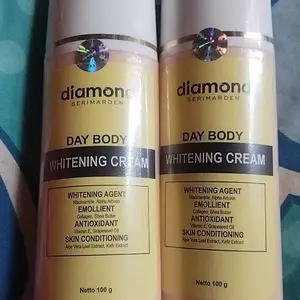 diamond
SERIMARDEN
DAY BODY
WHITENING CREAM
WHITENING AGENT
Niacinamide, Alpha Arbutin
EMOLLIENT
Collagen, Shea Butter
ANTIOXIDANT
Vitamin E, Grapeseed Oil
SKIN CONDITIONING
Aloe Vera Leaf Extract, Kefir Extract
Netto 100 g
diamond
SERIMARDEN
DAY BODY
WHITENING CREAM
WHITENING AGENT
Niacinamide, Alpha Arbutin
EMOLLIENT
Collagen, Shea Butter
ANTIOXIDANT
Vitamin E, Grapeseed Oil
SKIN CONDITIONING
Aloe Vera Leaf Extract, Kefir Extract
Netto 100 g